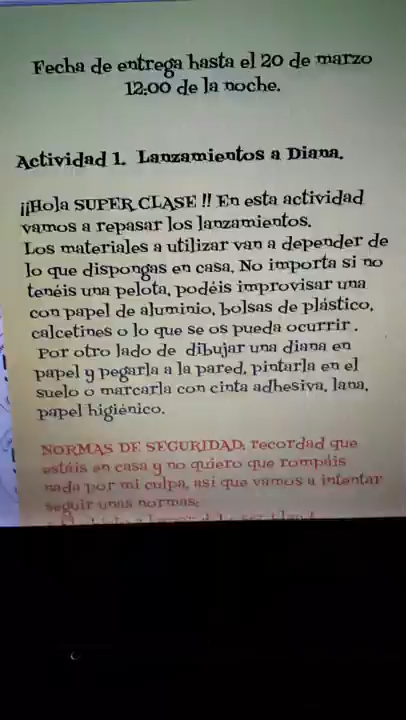 Fecha de entrega hasta el 20 de marzo
12:00 de la noche.
Actividad 1. Lanzamientos a Diana.
¡¡Hola SUPER CLASE !! En esta actividad
vamos a repasar los lanzamientos.
Los materiales a utilizar van a depender de
lo que dispongas en casa, No importa si no
tenéis una pelota, podéis improvisar una
con papel de aluminio, bolsas de plástico,
calcetines o lo que se os pueda ocurrir .
Por otro lado de dibujar una diana en
papel y pegarla a la pared, pintarla en el
suelo o marcarla con cinta adhesiva, lana,
papel higiénico.
NORMAS DE SEGURIDAD, recordad que
estáis en casa y no quiero que rompáis
nada por mi culpa, así que vamos a intentar
seguir unas normas: